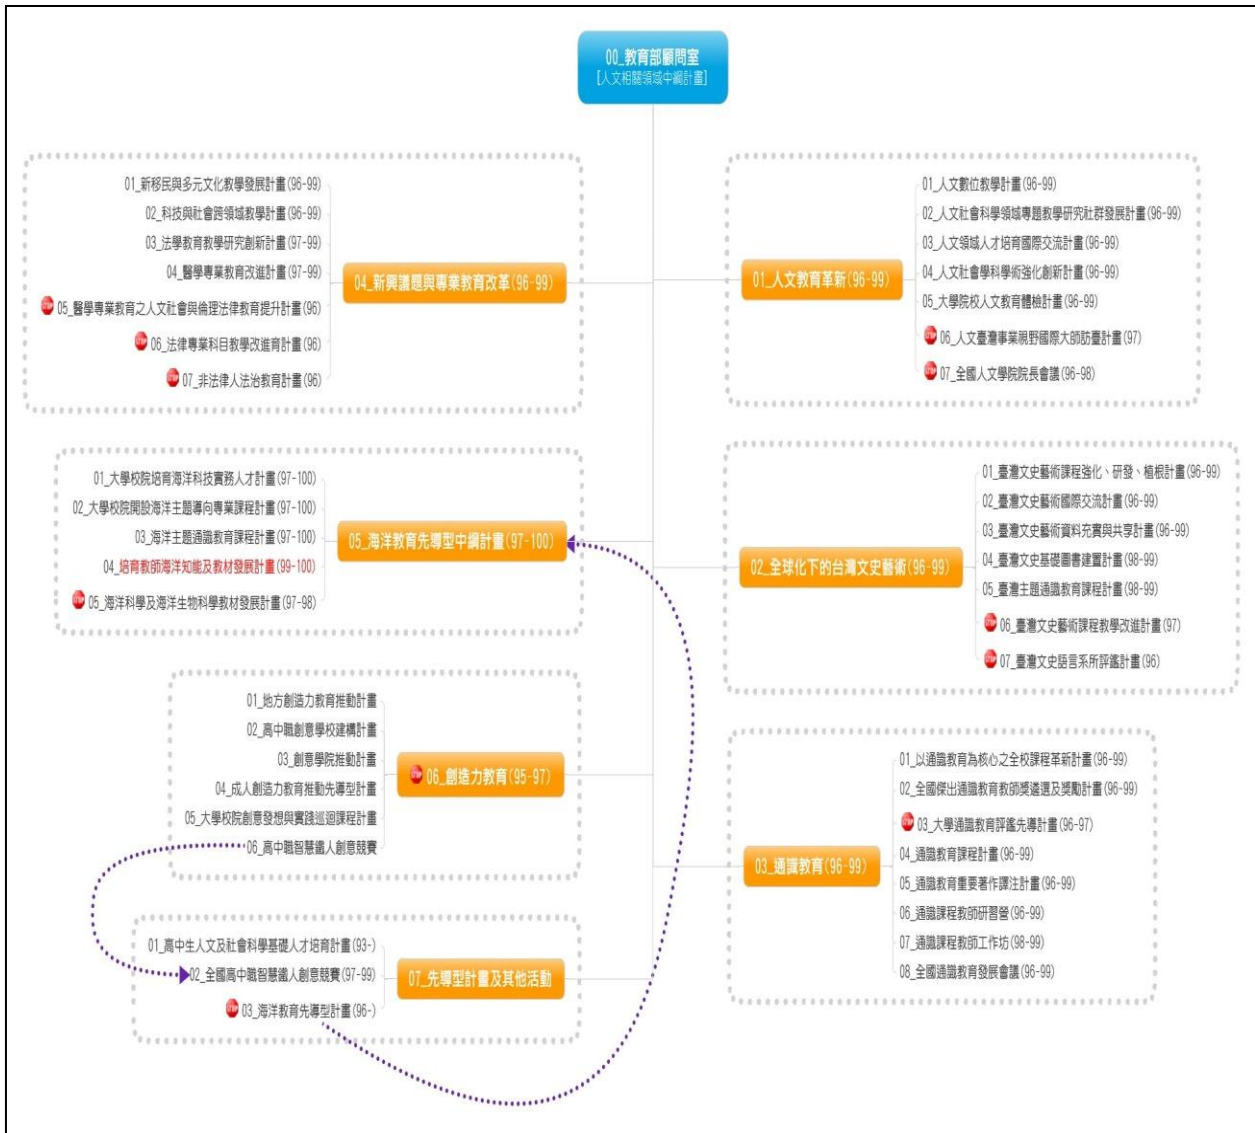 00_教育部顧問室
[人文相關領域中綱計畫]
01_人文教育革新(96-99)
01_人文數位教學計畫(96-99)
02_人文社會科學領域專題教學研究社群發展計畫(96-99)
03_人文領域人才培育國際交流計畫(96-99)
04_人文社會學科學術強化創新計畫(96-99)
05_大學院校人文教育體檢計畫(96-99)
STOP 06_人文臺灣事業視野國際大師訪臺計畫(97)
STOP 07_全國人文學院院長會議(96-98)
02_全球化下的台灣文史藝術(96-99)
01_臺灣文史藝術課程強化、研發、植根計畫(96-99)
02_臺灣文史藝術國際交流計畫(96-99)
03_臺灣文史藝術資料充實與共享計畫(96-99)
04_臺灣文史基礎圖書建置計畫(98-99)
05_臺灣主題通識教育課程計畫(98-99)
STOP 06_臺灣文史藝術課程教學改進計畫(97)
STOP 07_臺灣文史語言系所評鑑計畫(96)
03_通識教育(96-99)
01_以通識教育為核心之全校課程革新計畫(96-99)
02_全國傑出通識教育教師獎遴選及獎勵計畫(96-99)
STOP 03_大學通識教育評鑑先導計畫(96-97)
04_通識教育課程計畫(96-99)
05_通識教育重要著作譯注計畫(96-99)
06_通識課程教師研習營(96-99)
07_通識課程教師工作坊(98-99)
08_全國通識教育發展會議(96-99)
04_新興議題與專業教育改革(96-99)
01_新移民與多元文化教學發展計畫(96-99)
02_科技與社會跨領域教學計畫(96-99)
03_法學教育教學研究創新計畫(97-99)
04_醫學專業教育改進計畫(97-99)
STOP 05_醫學專業教育之人文社會與倫理法律教育提升計畫(96)
STOP 06_法律專業科目教學改進育計畫(96)
STOP 07_非法律人法治教育計畫(96)
05_海洋教育先導型中綱計畫(97-100)
01_大學校院培育海洋科技實務人才計畫(97-100)
02_大學校院開設海洋主題導向專業課程計畫(97-100)
03_海洋主題通識教育課程計畫(97-100)
04_培育教師海洋知能及教材發展計畫(99-100)
STOP 05_海洋科學及海洋生物科學教材發展計畫(97-98)
STOP 06_創造力教育(95-97)
01_地方創造力教育推動計畫
02_高中職創意學校建構計畫
03_創意學院推動計畫
04_成人創造力教育推動先導型計畫
05_大學校院創意發想與實踐巡迴課程計畫
06_高中職智慧鐵人創意競賽
07_先導型計畫及其他活動
01_高中生人文及社會科學基礎人才培育計畫(93-)
02_全國高中職智慧鐵人創意競賽(97-99)
STOP 03_海洋教育先導型計畫(96-)